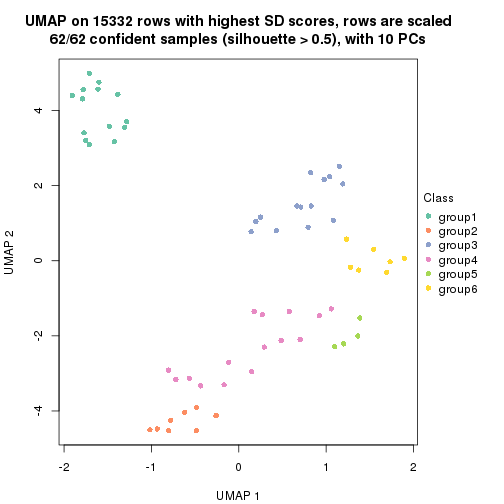 UMAP on 15332 rows with highest SD scores, rows are scaled
62/62 confident samples (silhouette > 0.5), with 10 PCs
UMAP 2
4
2
0
-2
-4
-2
-1
0
1
2
UMAP 1
Class
group1
group2
group3
group4
group5
group6